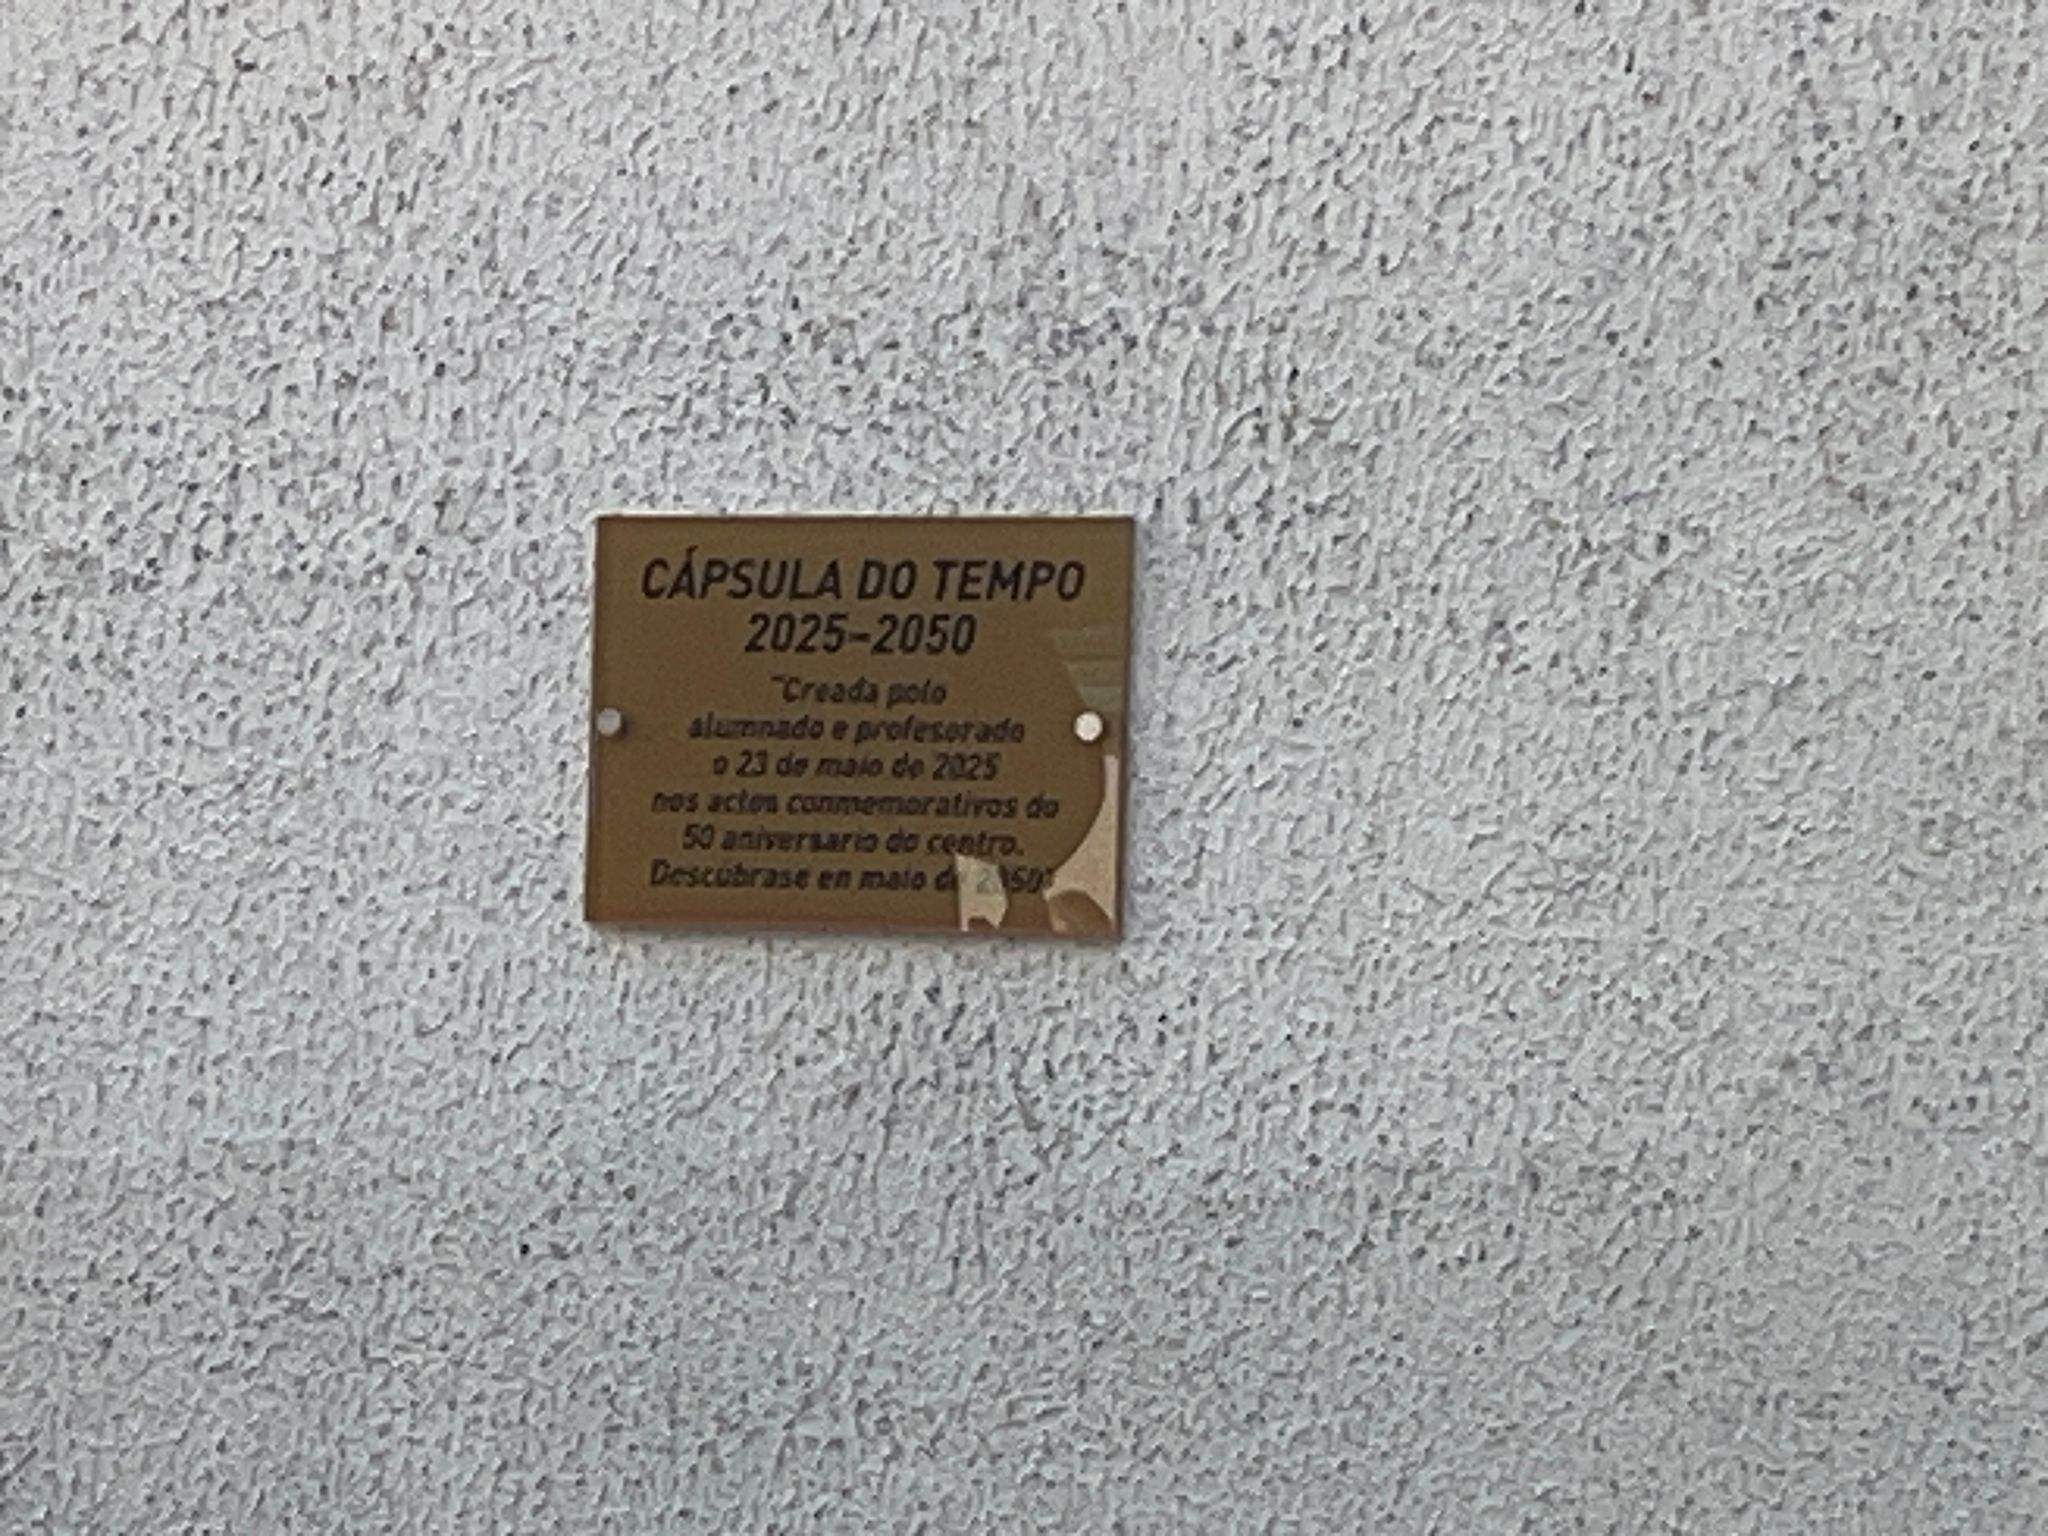 CÁPSULA DO TEMPO
2025-2050
"Creada polo
alumnado e profesorado
o 23 de maio de 2025
nos actos conmemorativos do
50 aniversario do centro.
Descúbrase en maio de 2050"